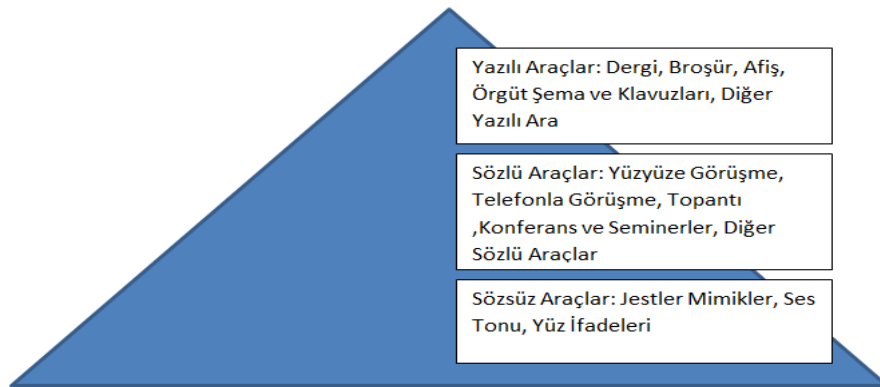 Yazılı Araçlar: Dergi, Broşür, Afiş,
Örgüt Şema ve Klavuzları, Diğer
Yazılı Ara
Sözlü Araçlar: Yüzyüze Görüşme,
Telefonla Görüşme, Topantı
,Konferans ve Seminerler, Diğer
Sözlü Araçlar
Sözsüz Araçlar: Jestler Mimikler, Ses
Tonu, Yüz İfadeleri